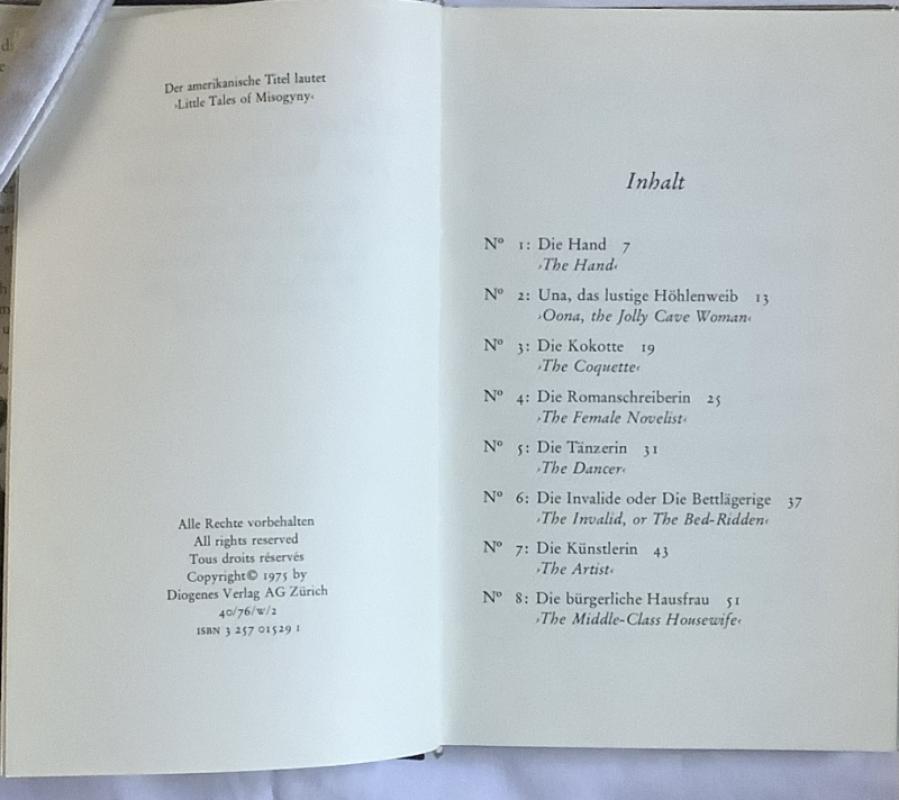 Der amerikanische Titel lautet
›Little Tales of Misogyny‹
Alle Rechte vorbehalten
All rights reserved
Tous droits réservés
Copyright© 1975 by
Diogenes Verlag AG Zürich
40/76/w/2
ISBN 3 257 01529 1
Inhalt
Nº 1: Die Hand 7
›The Hand‹
Nº 2: Una, das lustige Höhlenweib 13
›Oona, the Jolly Cave Woman‹
Nº 3: Die Kokotte 19
›The Coquette‹
Nº 4: Die Romanschreiberin 25
›The Female Novelist‹
Nº 5: Die Tänzerin 31
›The Dancer‹
Nº 6: Die Invalide oder Die Bettlägerige 37
›The Invalid, or The Bed-Ridden‹
Nº 7: Die Künstlerin 43
›The Artist‹
Nº 8: Die bürgerliche Hausfrau 51
›The Middle-Class Housewife‹